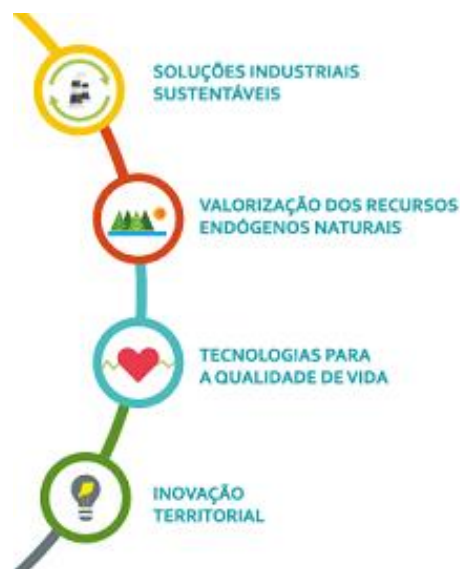 SOLUÇÕES INDUSTRIAIS
SUSTENTÁVEIS
VALORIZAÇÃO DOS RECURSOS
ENDÓGENOS NATURAIS
TECNOLOGIAS PARA
A QUALIDADE DE VIDA
INOVAÇÃO
TERRITORIAL